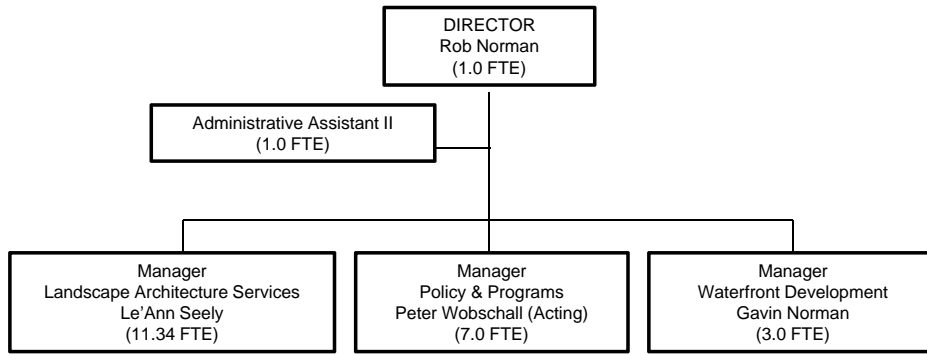 DIRECTOR
Rob Norman
(1.0 FTE)
Administrative Assistant II
(1.0 FTE)
Manager
Landscape Architecture Services
Le'Ann Seely
(11.34 FTE)
Manager
Policy & Programs
Peter Wobschall (Acting)
(7.0 FTE)
Manager
Waterfront Development
Gavin Norman
(3.0 FTE)